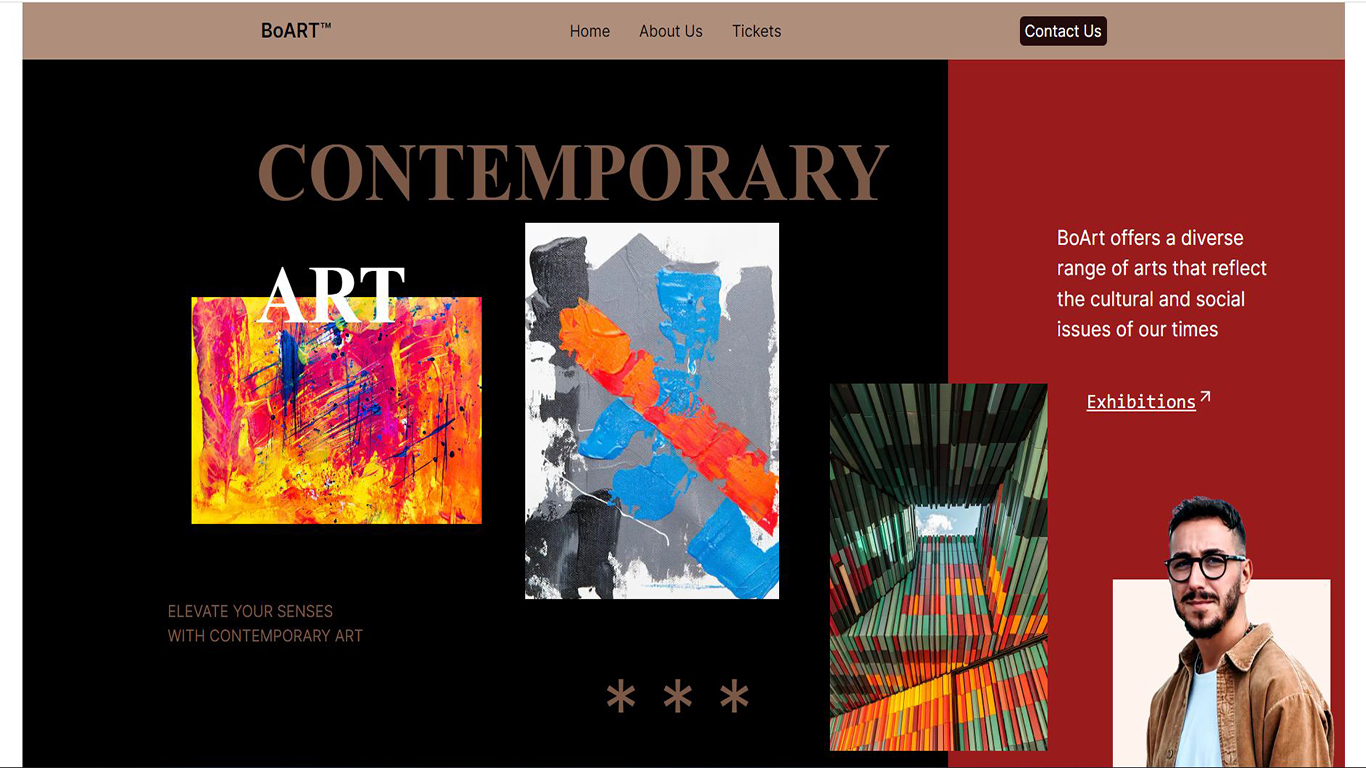 BoART™
Home
About Us
Tickets
Contact Us
CONTEMPORARY
ART
BoArt offers a diverse
range of arts that reflect
the cultural and social
issues of our times
Exhibitions↗
ELEVATE YOUR SENSES
WITH CONTEMPORARY ART
* * *